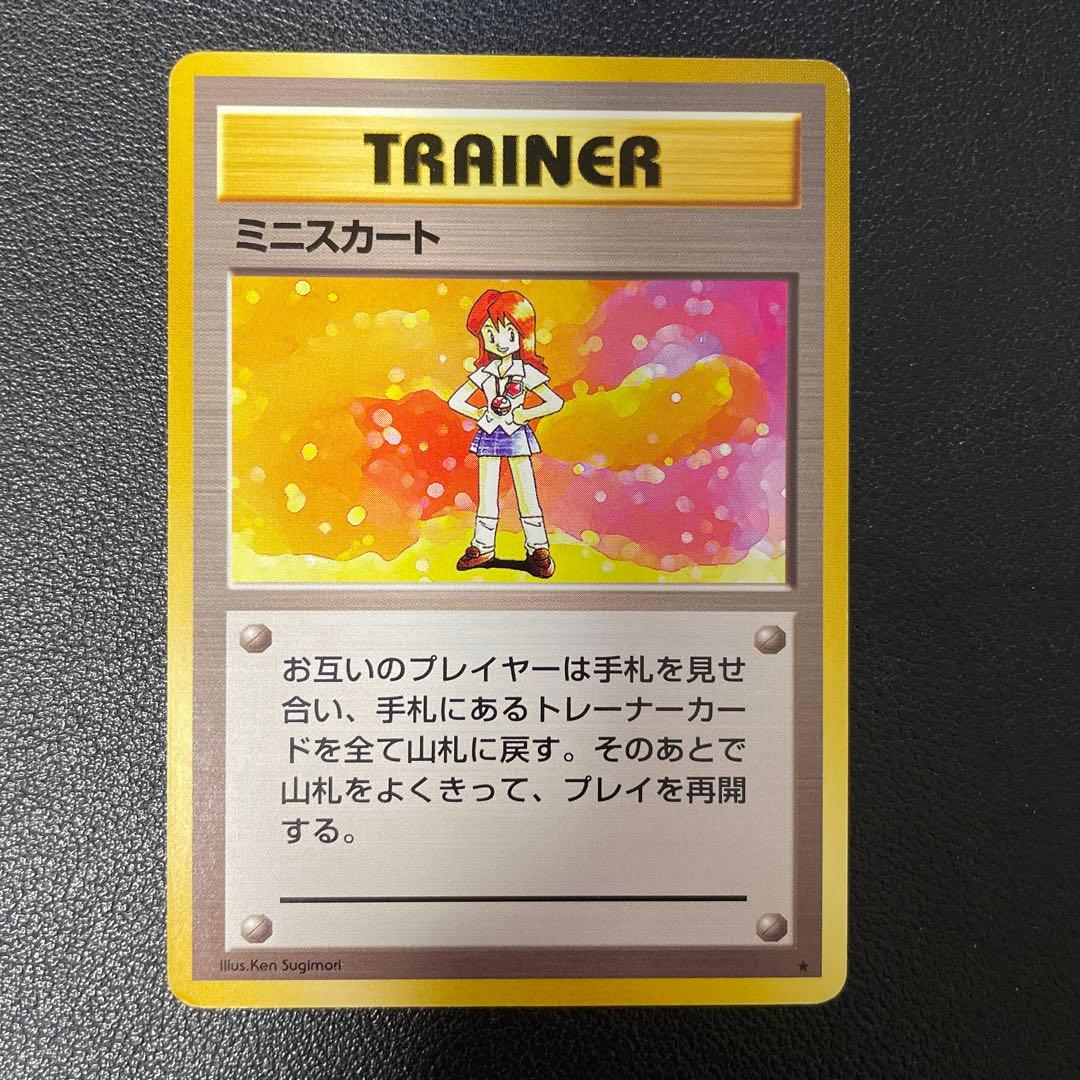 TRAINER
ミニスカート
お互いのプレイヤーは手札を見せ
合い、手札にあるトレーナーカー
ドを全て山札に戻す。そのあとで
山札をよくきって、プレイを再開
する。
Illus.Ken Sugimori
★